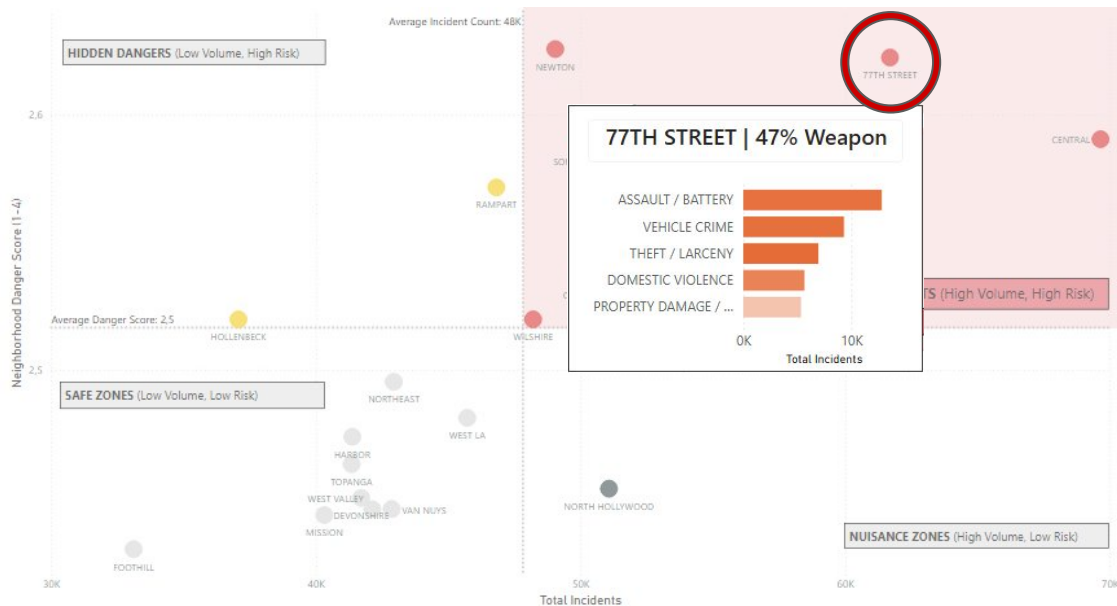 Average Incident Count: 48K
HIDDEN DANGERS (Low Volume, High Risk)
NEWTON
77TH STREET
2,6
CENTRAL
77TH STREET | 47% Weapon
RAMPART
ASSAULT / BATTERY
VEHICLE CRIME
THEFT / LARCENY
DOMESTIC VIOLENCE
PROPERTY DAMAGE / ...
0K
10K
Total Incidents
(High Volume, High Risk)
Average Danger Score: 2,5
HOLLENBECK
WILSHIRE
Neighborhood Danger Score (1-4)
2,5
SAFE ZONES (Low Volume, Low Risk)
NORTHEAST
WEST LA
HARBOR
TOPANGA
WEST VALLEY
DEVONSHIRE
VAN NUYS
MISSION
NORTH HOLLYWOOD
NUISANCE ZONES (High Volume, Low Risk)
FOOTHILL
30K
40K
50K
60K
70K
Total Incidents